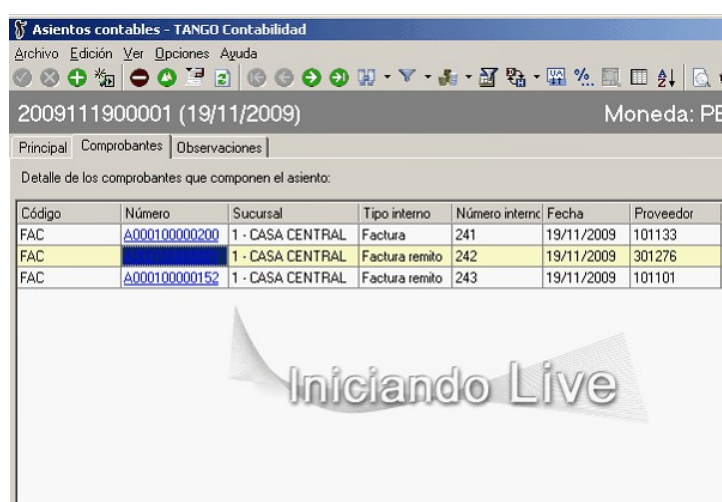 Asientos contables - TANGO Contabilidad
Archivo Edición Ver Opciones Ayuda
2009111900001 (19/11/2009) Moneda: PE
Principal Comprobantes Observaciones
Detalle de los comprobantes que componen el asiento:
Código Número Sucursal Tipo interno Número interno Fecha Proveedor
FAC A000100000200 1 - CASA CENTRAL Factura 241 19/11/2009 101133
FAC 1 - CASA CENTRAL Factura remito 242 19/11/2009 301276
FAC A000100000152 1 - CASA CENTRAL Factura remito 243 19/11/2009 101101
Iniciando Live